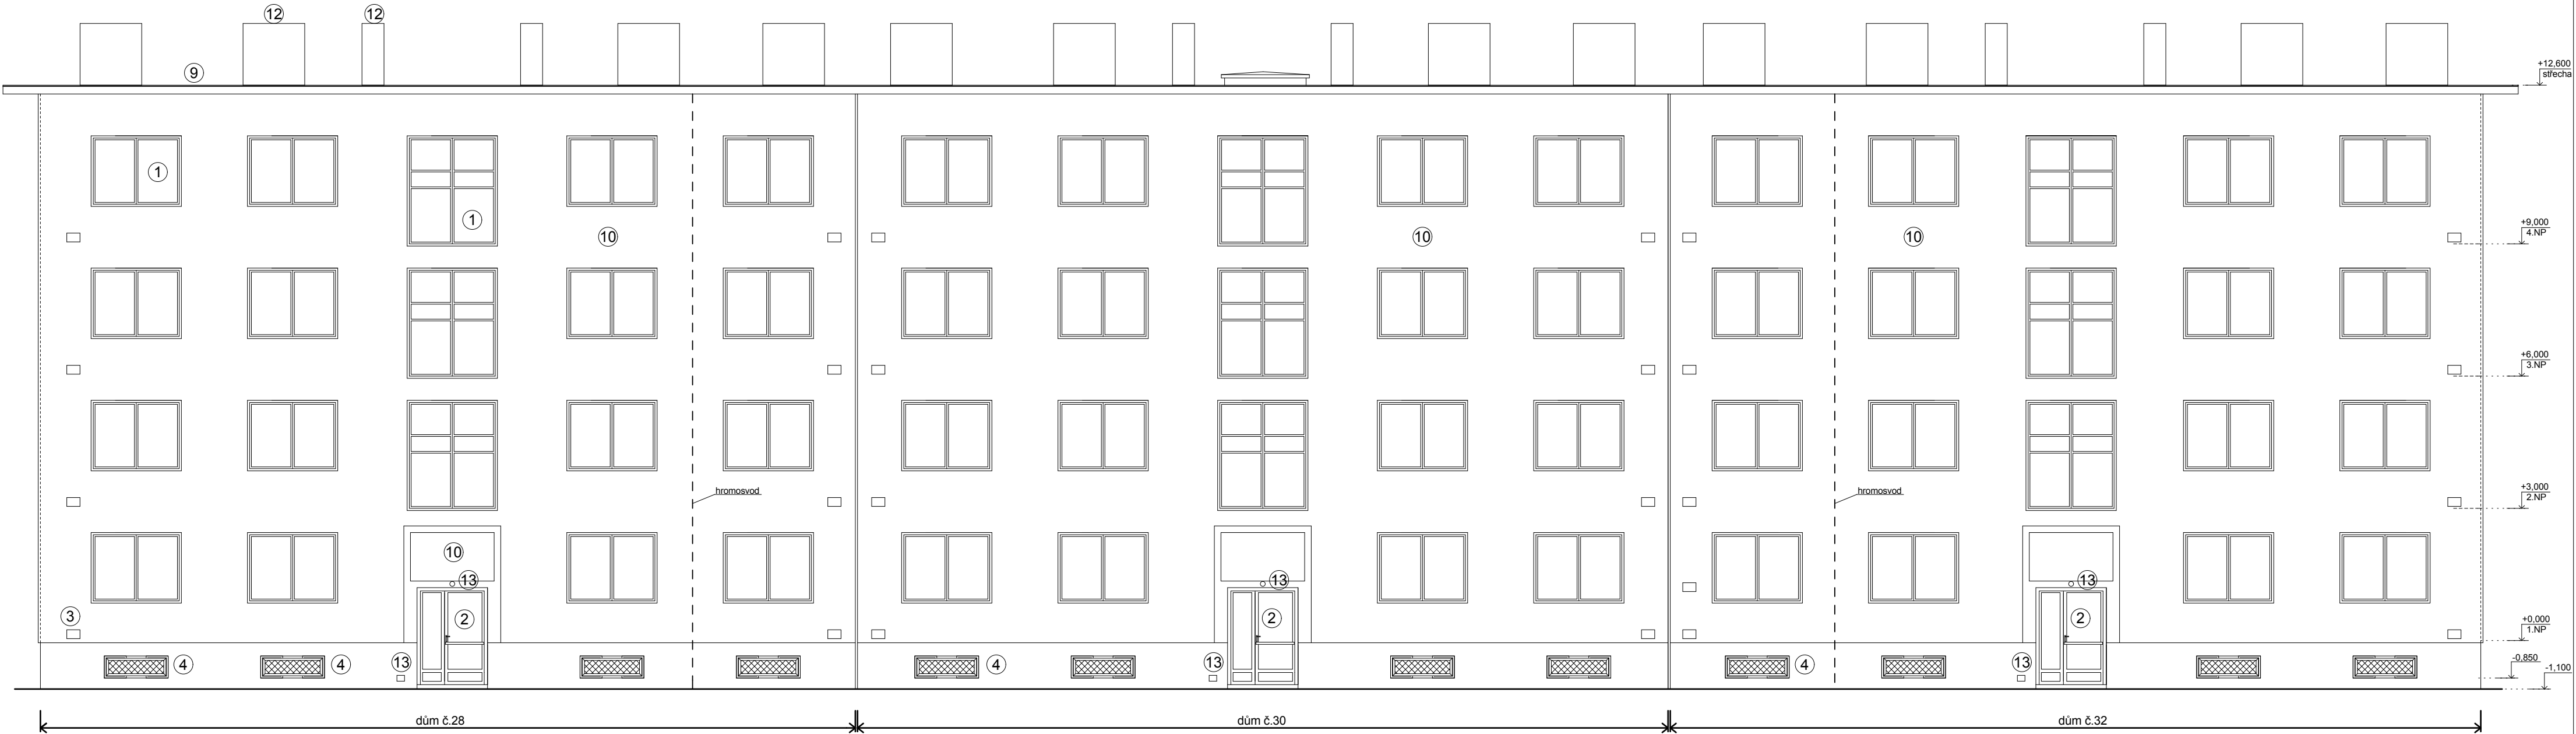 12 12
9
+12,600
střecha
1
1
10 10 10
+9,000
4.NP
+6,000
3.NP
hromosvod hromosvod
+3,000
2.NP
10
13 13 13
3 2 2 2
+0,000
1.NP
4 4 13 4 13 4 13
-0,850
-1,100
dům č.28 dům č.30 dům č.32